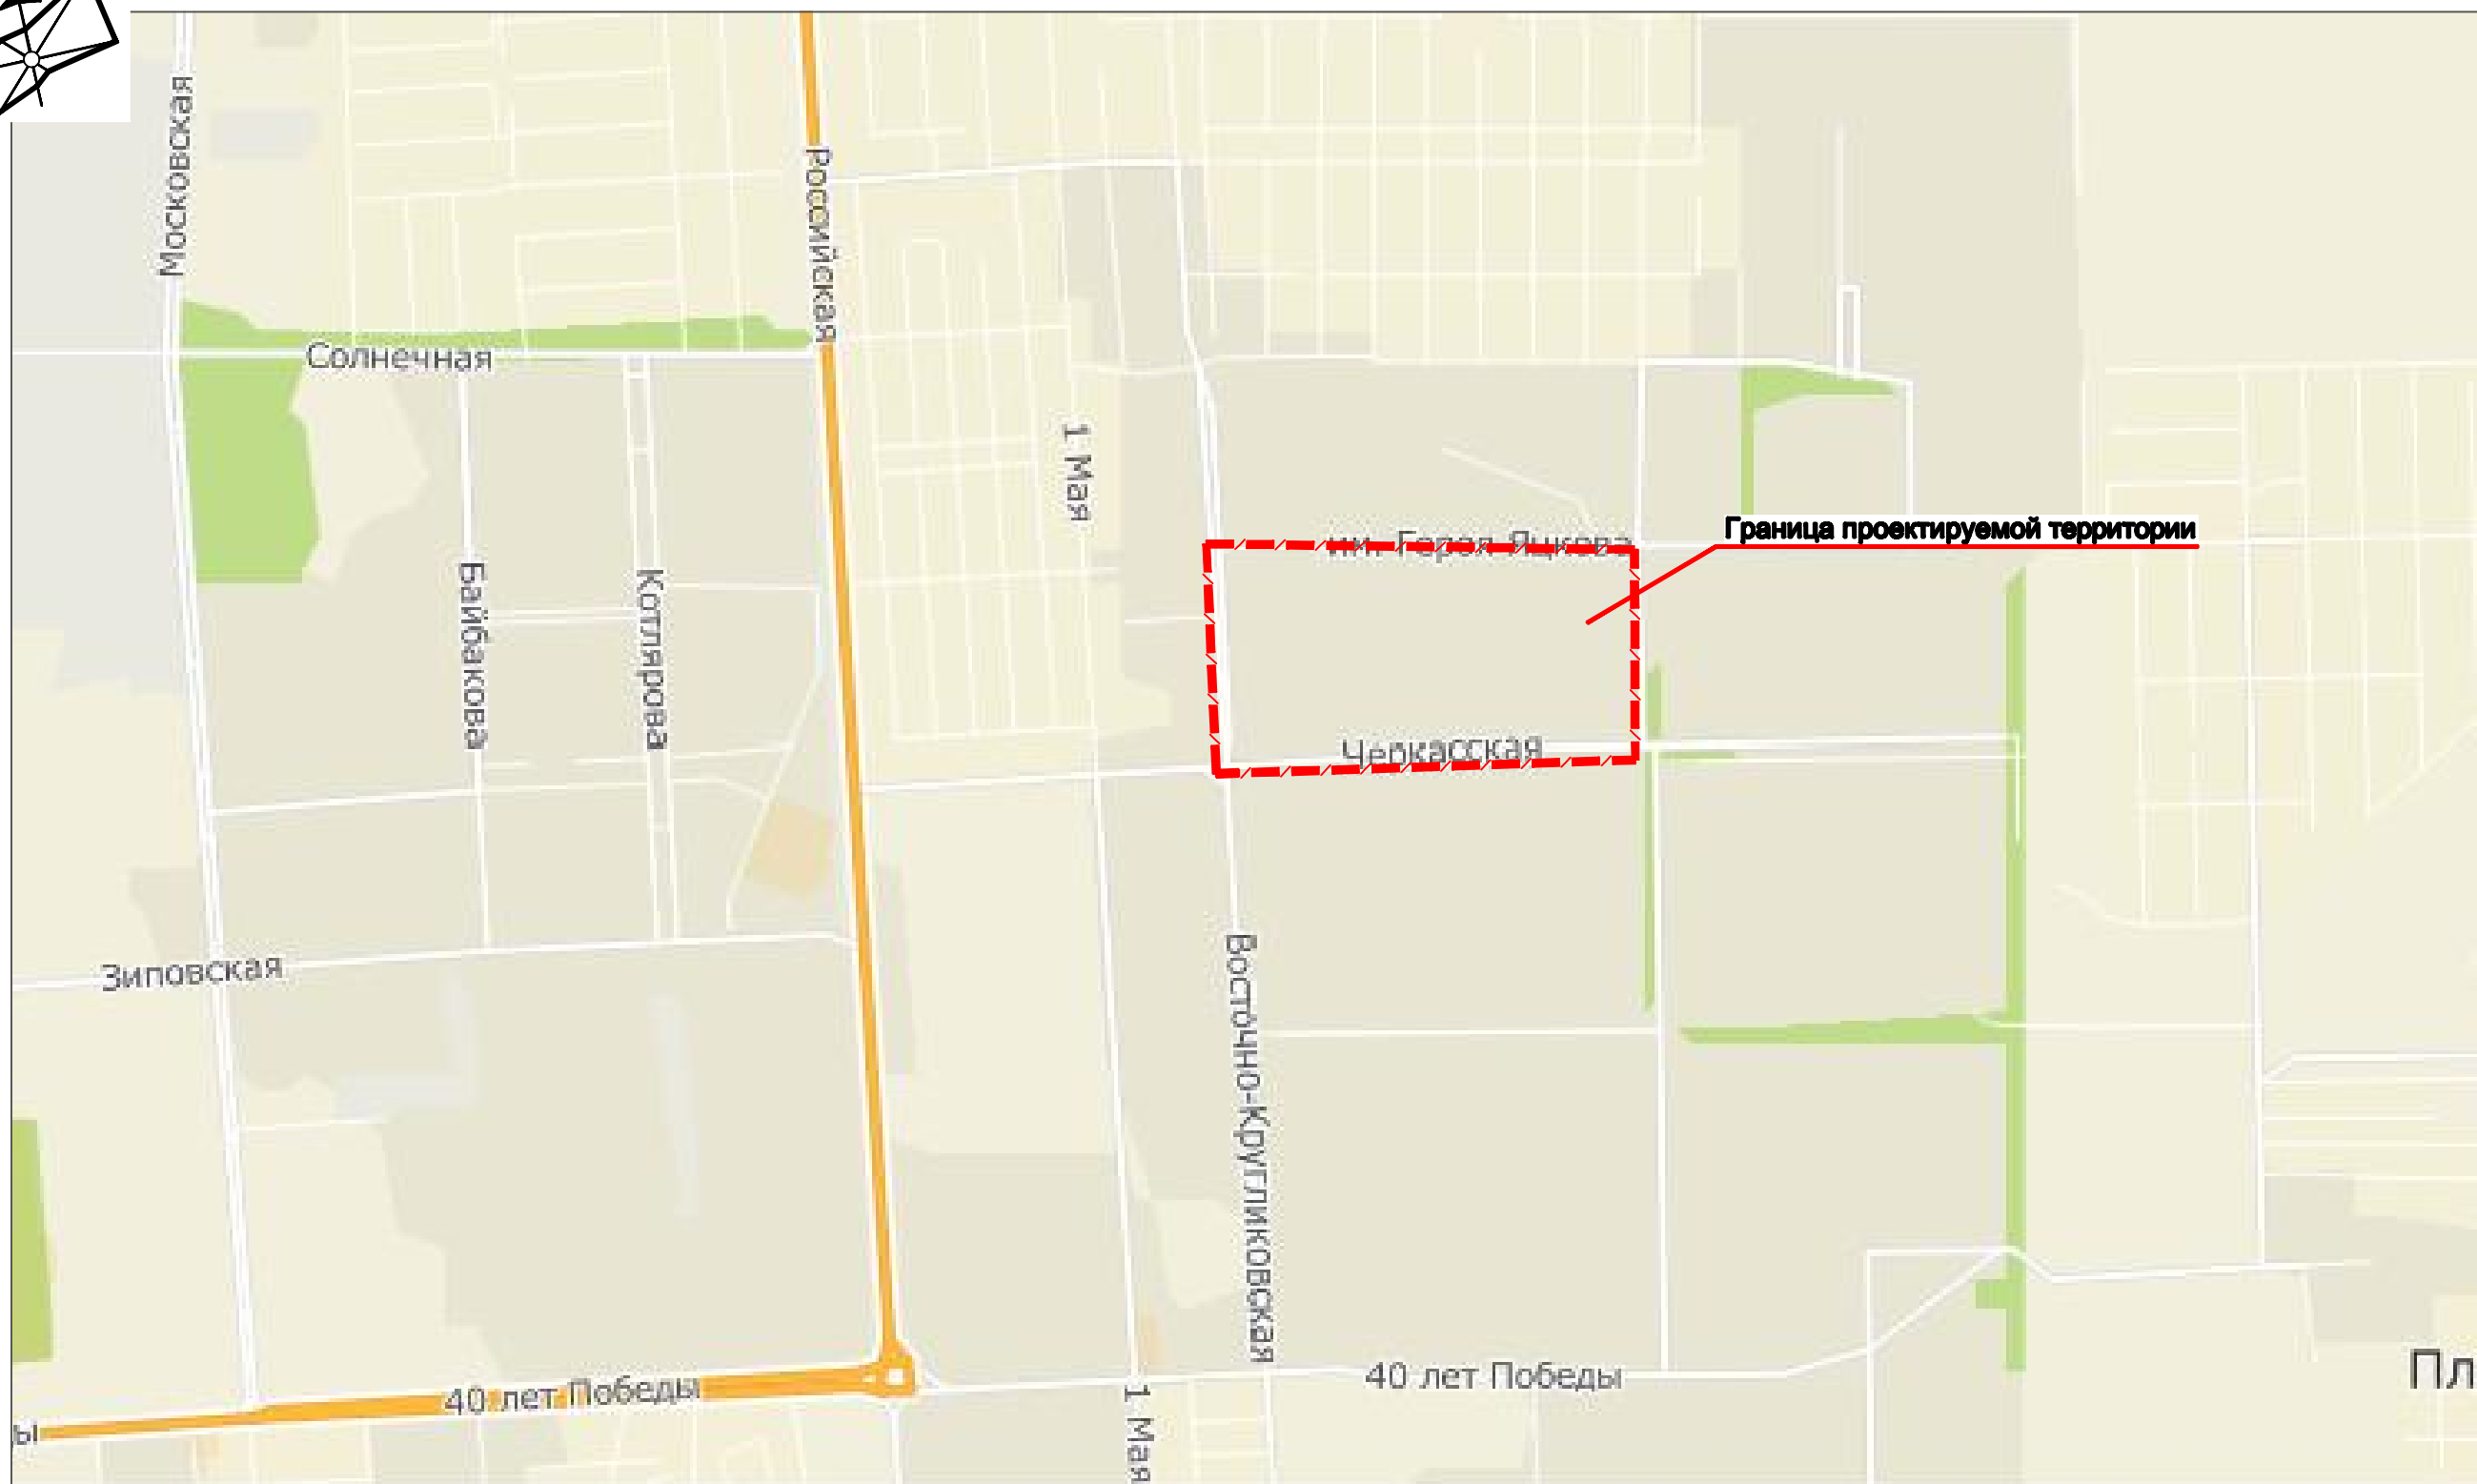 Московская
Российская
Солнечная
1 Мая
Граница проектируемой территории
им. Героя Яцкова
Байбакова
Котлярова
Черкасская
Зиповская
Восточно-Кругликовская
40 лет Победы
40 лет Победы
Пл
1 Мая
ы